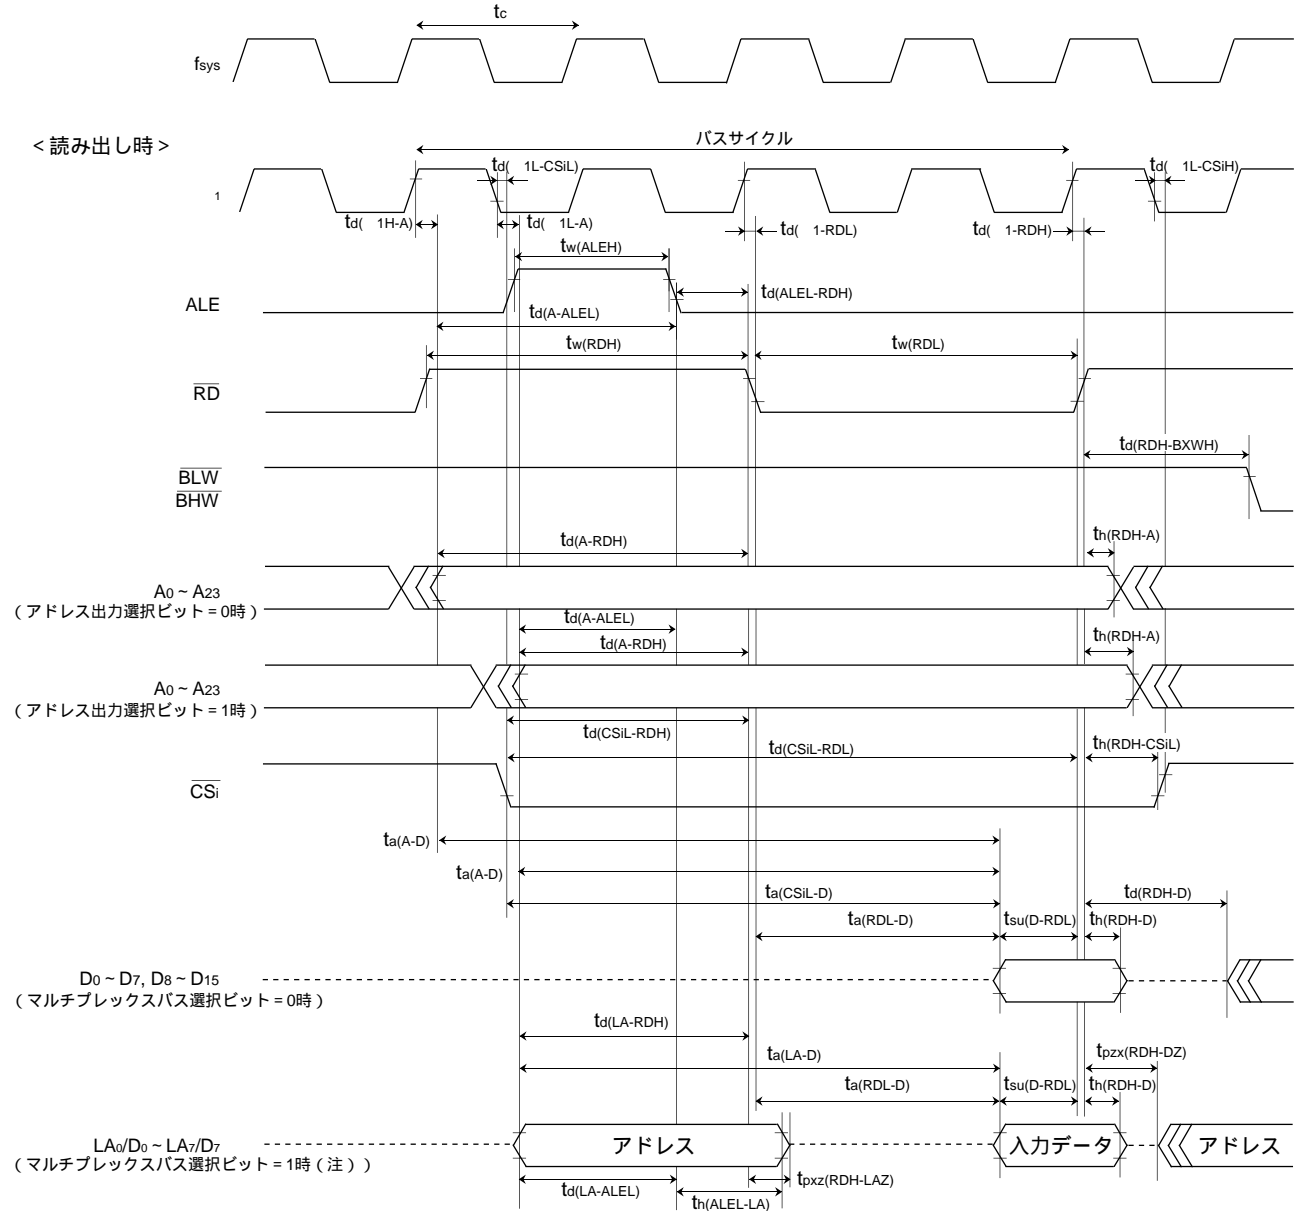 tc
fsys
<読み出し時>
バスサイクル
td( 1L-CSiL)
td( 1L-CSiH)
1
td( 1H-A)
td( 1L-A)
td( 1-RDL)
td( 1-RDH)
tw(ALEH)
td(ALEL-RDH)
ALE
td(A-ALEL)
tw(RDH)
tw(RDL)
RD
td(RDH-BXWH)
BLW
BHW
td(A-RDH)
th(RDH-A)
A0~A23
(アドレス出力選択ビット=0時)
td(A-ALEL)
td(A-RDH)
th(RDH-A)
A0~A23
(アドレス出力選択ビット=1時)
td(CSiL-RDH)
td(CSiL-RDL)
th(RDH-CSiL)
CSi
ta(A-D)
ta(A-D)
ta(CSiL-D)
td(RDH-D)
ta(RDL-D)
tsu(D-RDL)
th(RDH-D)
D0~D7, D8~D15
(マルチプレックスバス選択ビット=0時)
td(LA-RDH)
ta(LA-D)
tpzx(RDH-DZ)
ta(RDL-D)
tsu(D-RDL)
th(RDH-D)
LA0/D0~LA7/D7
アドレス
入力データ
アドレス
(マルチプレックスバス選択ビット=1時(注))
td(LA-ALEL)
th(ALEL-LA)
tpxz(RDH-LAZ)